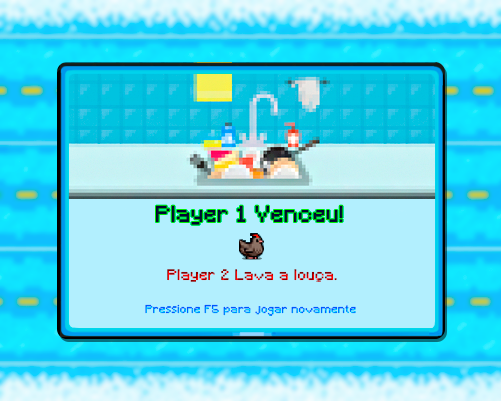 Player 1 Venceu!
Player 2 Lava a louça.
Pressione F5 para jogar novamente